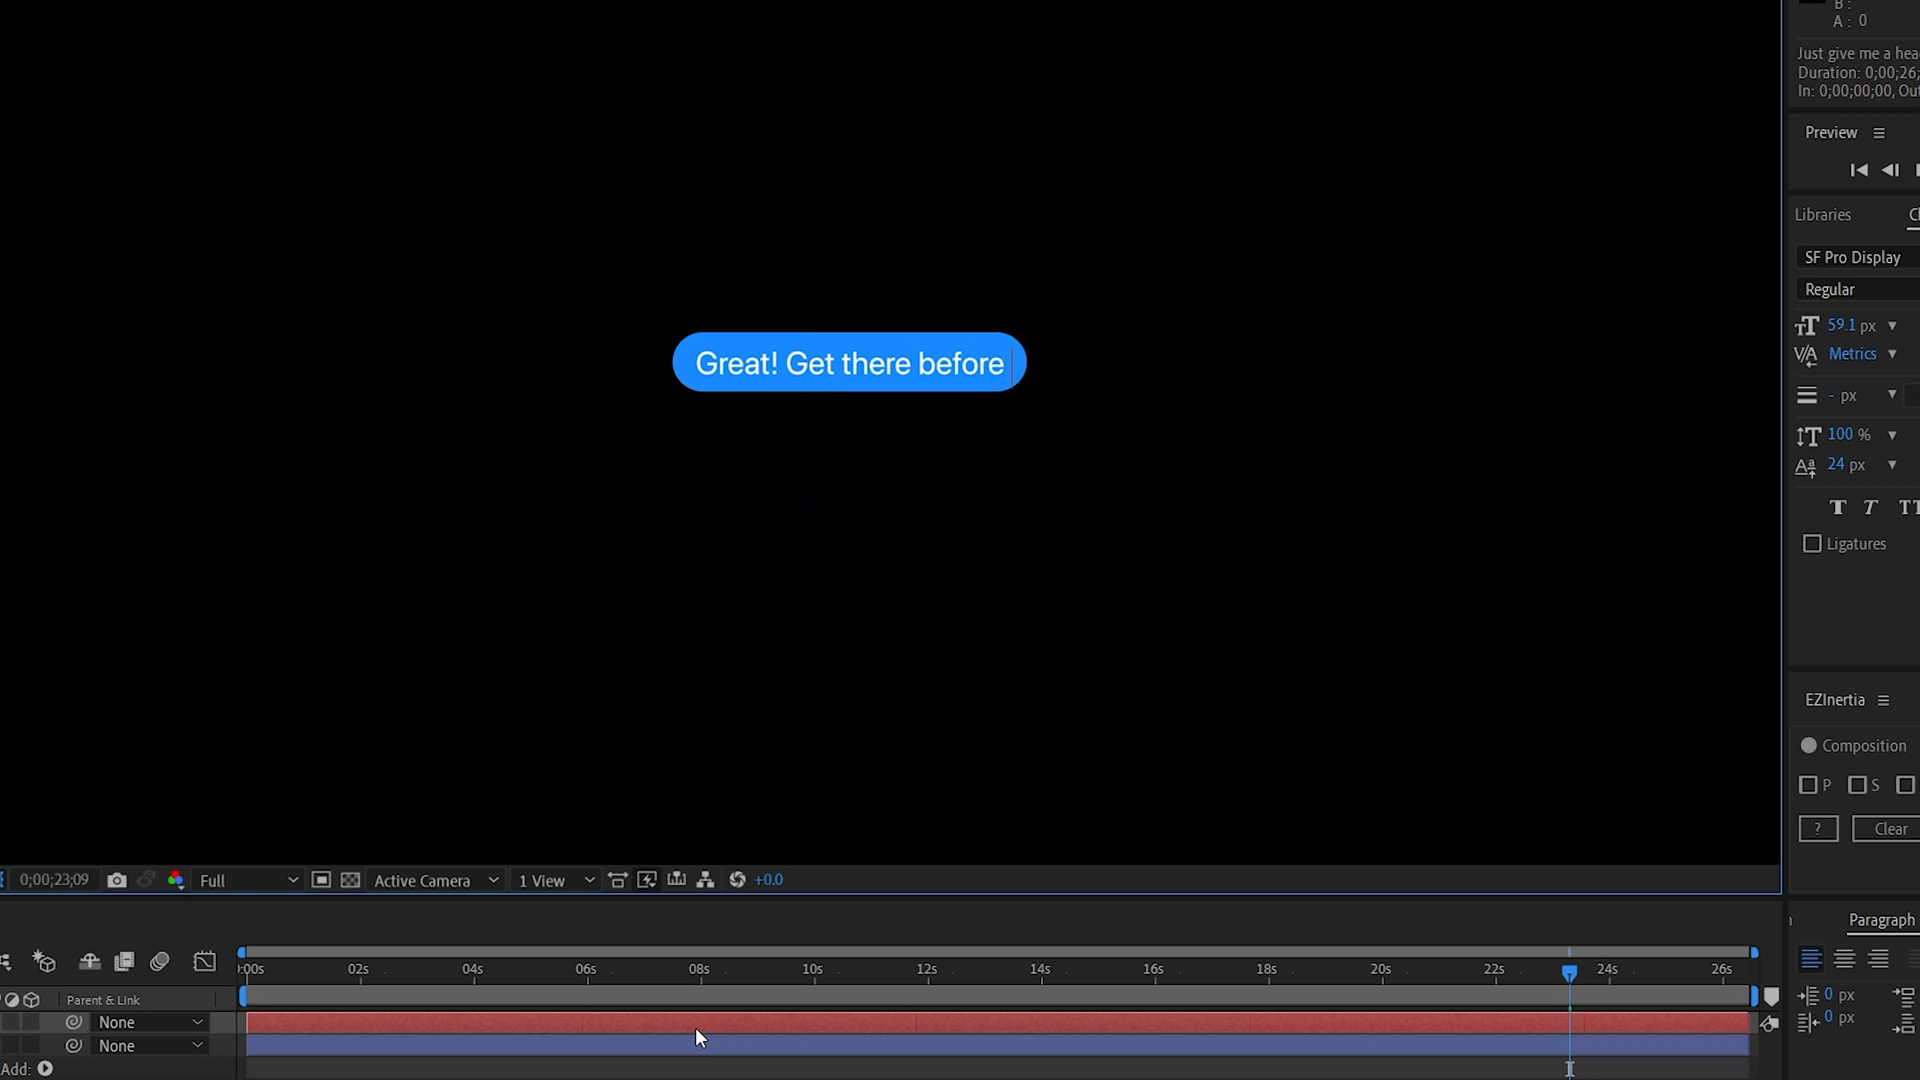 B :
A : 0
Just give me a hea
Duration: 0;00;26;
In: 0;00;00;00, Out
Preview
Libraries
SF Pro Display
Regular
59.1 px
Metrics
- px
100 %
24 px
T T TT
Ligatures
Great! Get there before
EZInertia
Composition
P S
? Clear
0;00;23;09 Full Active Camera 1 View +0.0
Paragraph
:00s 02s 04s 06s 08s 10s 12s 14s 16s 18s 20s 22s 24s 26s
0 px
0 px
Parent & Link
None
None
Add: